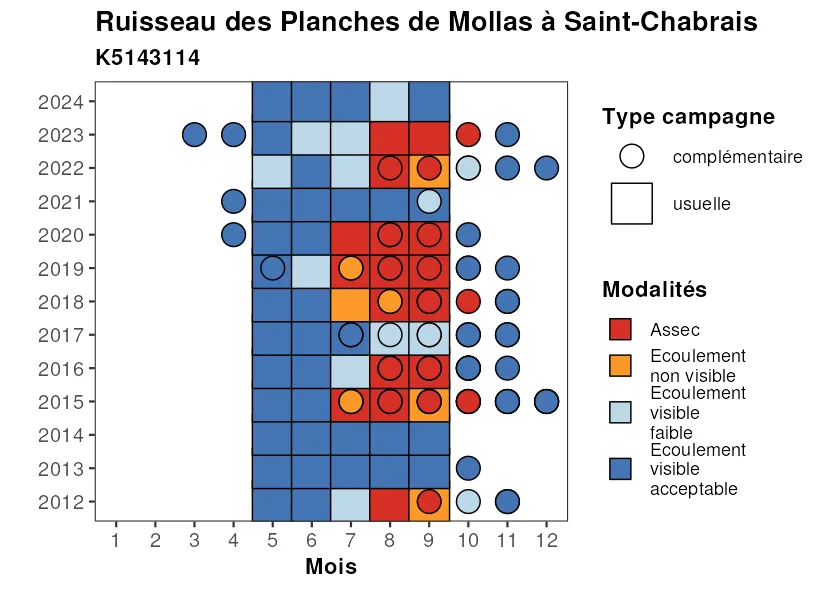 Ruisseau des Planches de Mollas à Saint-Chabrais
K5143114
2024
2023
2022
2021
2020
2019
2018
2017
2016
2015
2014
2013
2012
1 2 3 4 5 6 7 8 9 10 11 12
Mois
Type campagne
complémentaire
usuelle
Modalités
Assec
Ecoulement
non visible
Ecoulement
visible
faible
Ecoulement
visible
acceptable